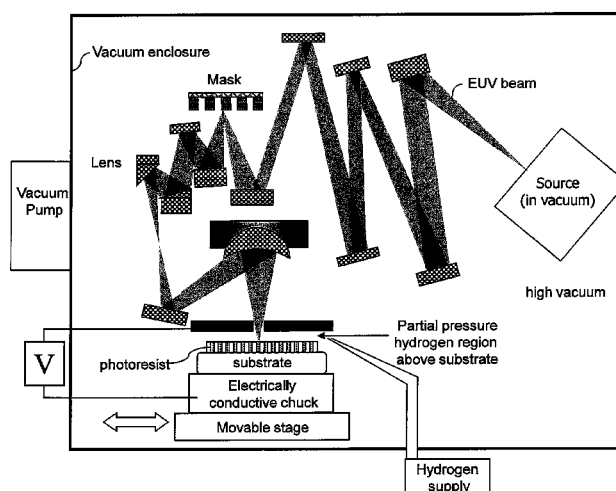 Vacuum enclosure
Mask
EUV beam
Lens
Vacuum
Pump
Source
(in vacuum)
high vacuum
Partial pressure
hydrogen region
above substrate
V
photoresist
substrate
Electrically
conductive chuck
Movable stage
Hydrogen
supply